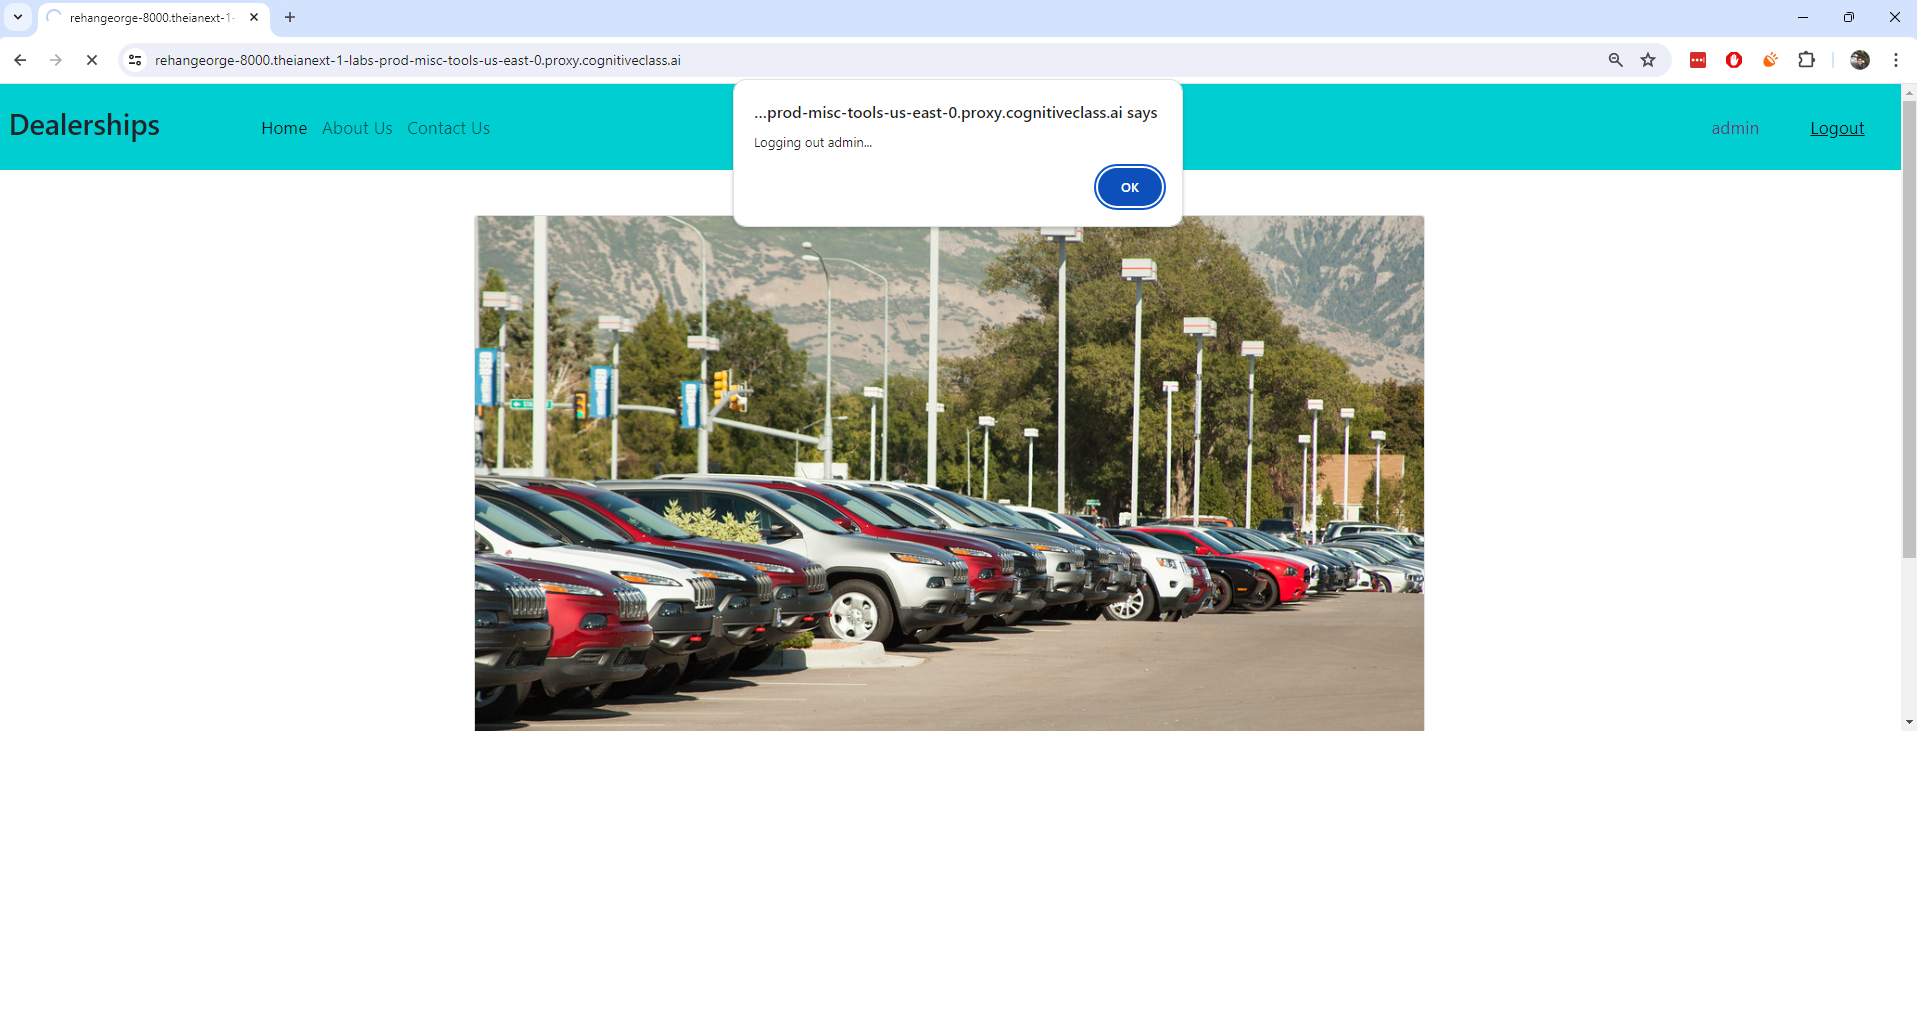 rehangeorge-8000.theianext-1-
rehangeorge-8000.theianext-1-labs-prod-misc-tools-us-east-0.proxy.cognitiveclass.ai
Dealerships
Home About Us Contact Us
admin
Logout
...prod-misc-tools-us-east-0.proxy.cognitiveclass.ai says
Logging out admin...
OK